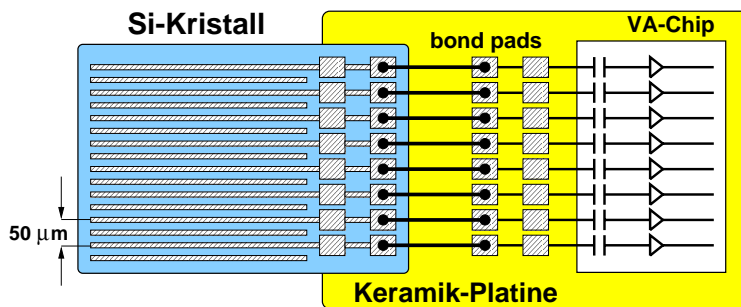 Si-Kristall
VA-Chip
bond pads
50 μm
Keramik-Platine